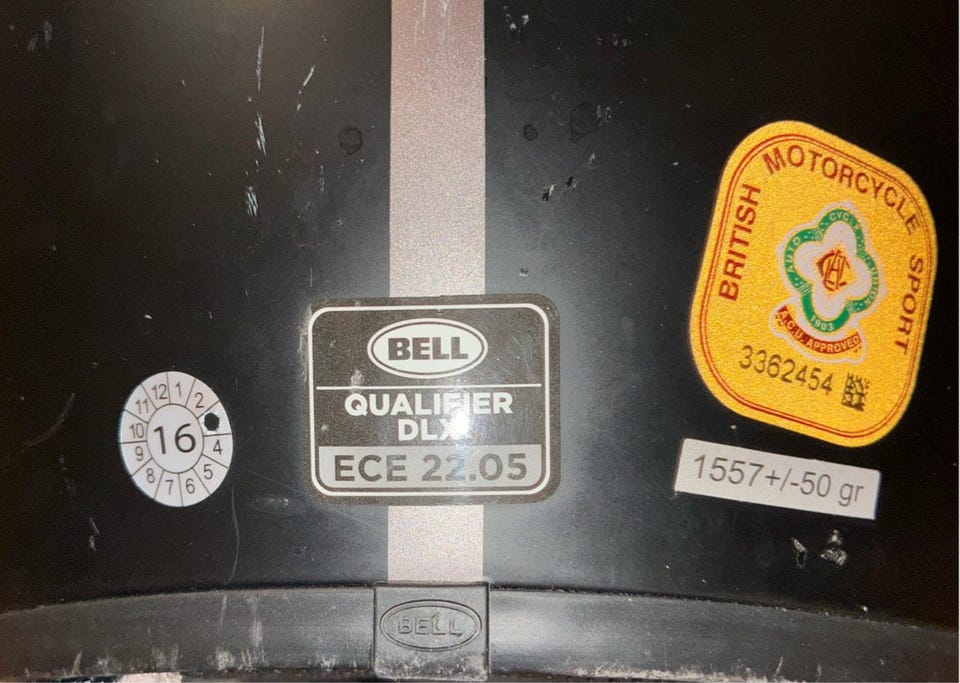 12 1 2
11
10 16 4
9 5
8 7 6
BELL
QUALIFIER
DLX
ECE 22.05
BRITISH MOTORCYCLE SPORT
AUTO CYCLE UNION
1903
A.C.U. APPROVED
3362454
1557+/-50 gr
BELL